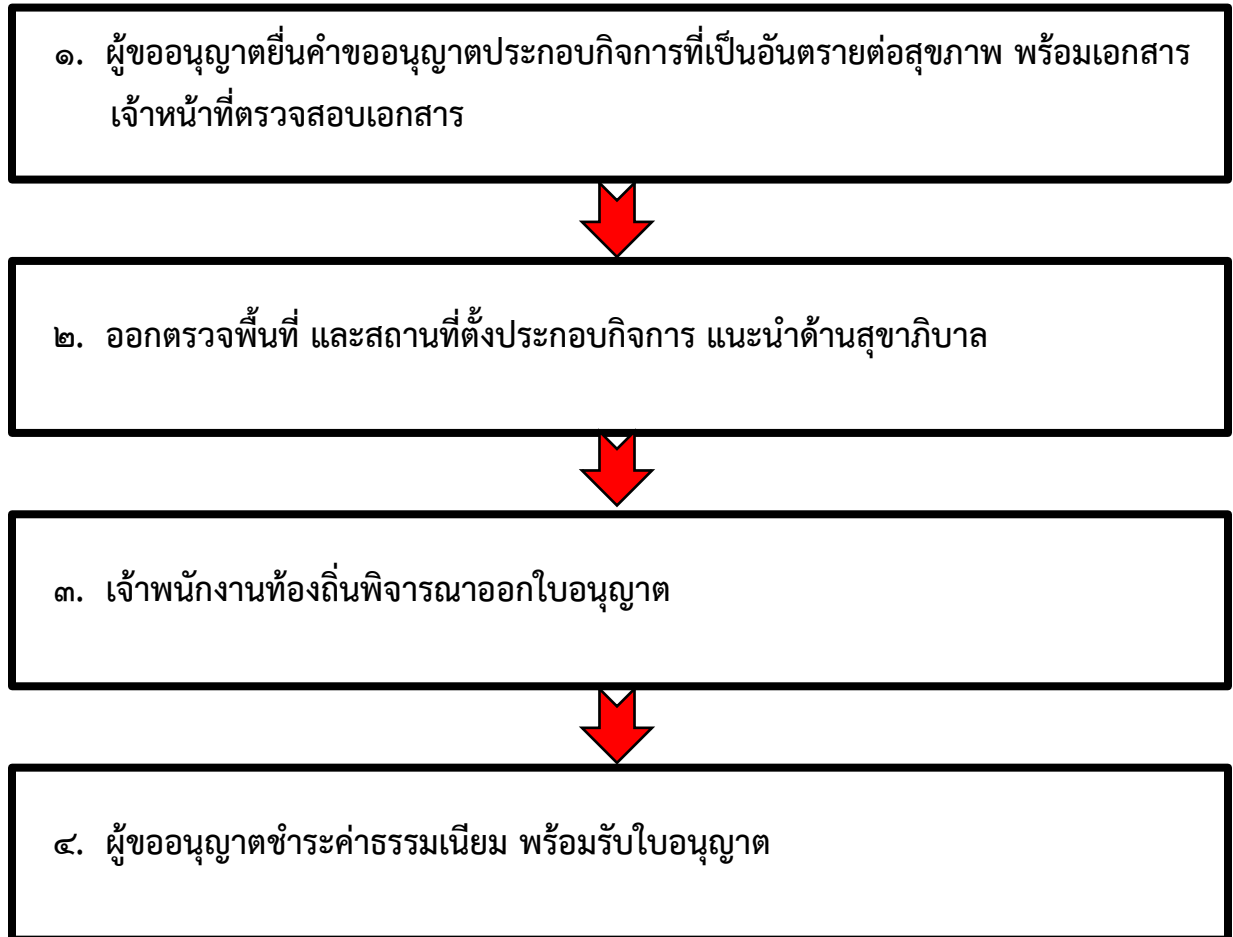 ๑. ผู้ขออนุญาตยื่นคำขออนุญาตประกอบกิจการที่เป็นอันตรายต่อสุขภาพ พร้อมเอกสาร
เจ้าหน้าที่ตรวจสอบเอกสาร
๒. ออกตรวจพื้นที่ และสถานที่ตั้งประกอบกิจการ แนะนำด้านสุขาภิบาล
๓. เจ้าพนักงานท้องถิ่นพิจารณาออกใบอนุญาต
๔. ผู้ขออนุญาตชำระค่าธรรมเนียม พร้อมรับใบอนุญาต